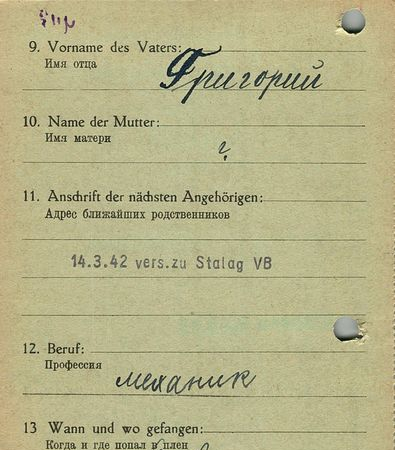 9. Vorname des Vaters:
Имя отца
Григорий
10. Name der Mutter:
Имя матери
?
11. Anschrift der nächsten Angehörigen:
Адрес ближайших родственников
14.3.42 vers.zu Stalag VB
12. Beruf:
Профессия
механик
13 Wann und wo gefangen:
Когда и где попал в плен